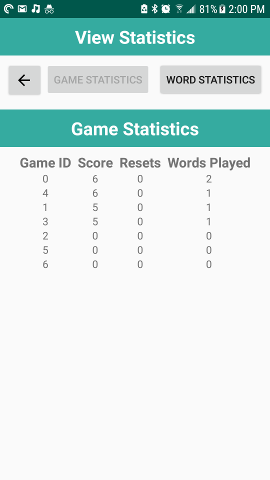 81% 2:00 PM
View Statistics
GAME STATISTICS WORD STATISTICS
Game Statistics
Game ID Score Resets Words Played
0 6 0 2
4 6 0 1
1 5 0 1
3 5 0 1
2 0 0 0
5 0 0 0
6 0 0 0